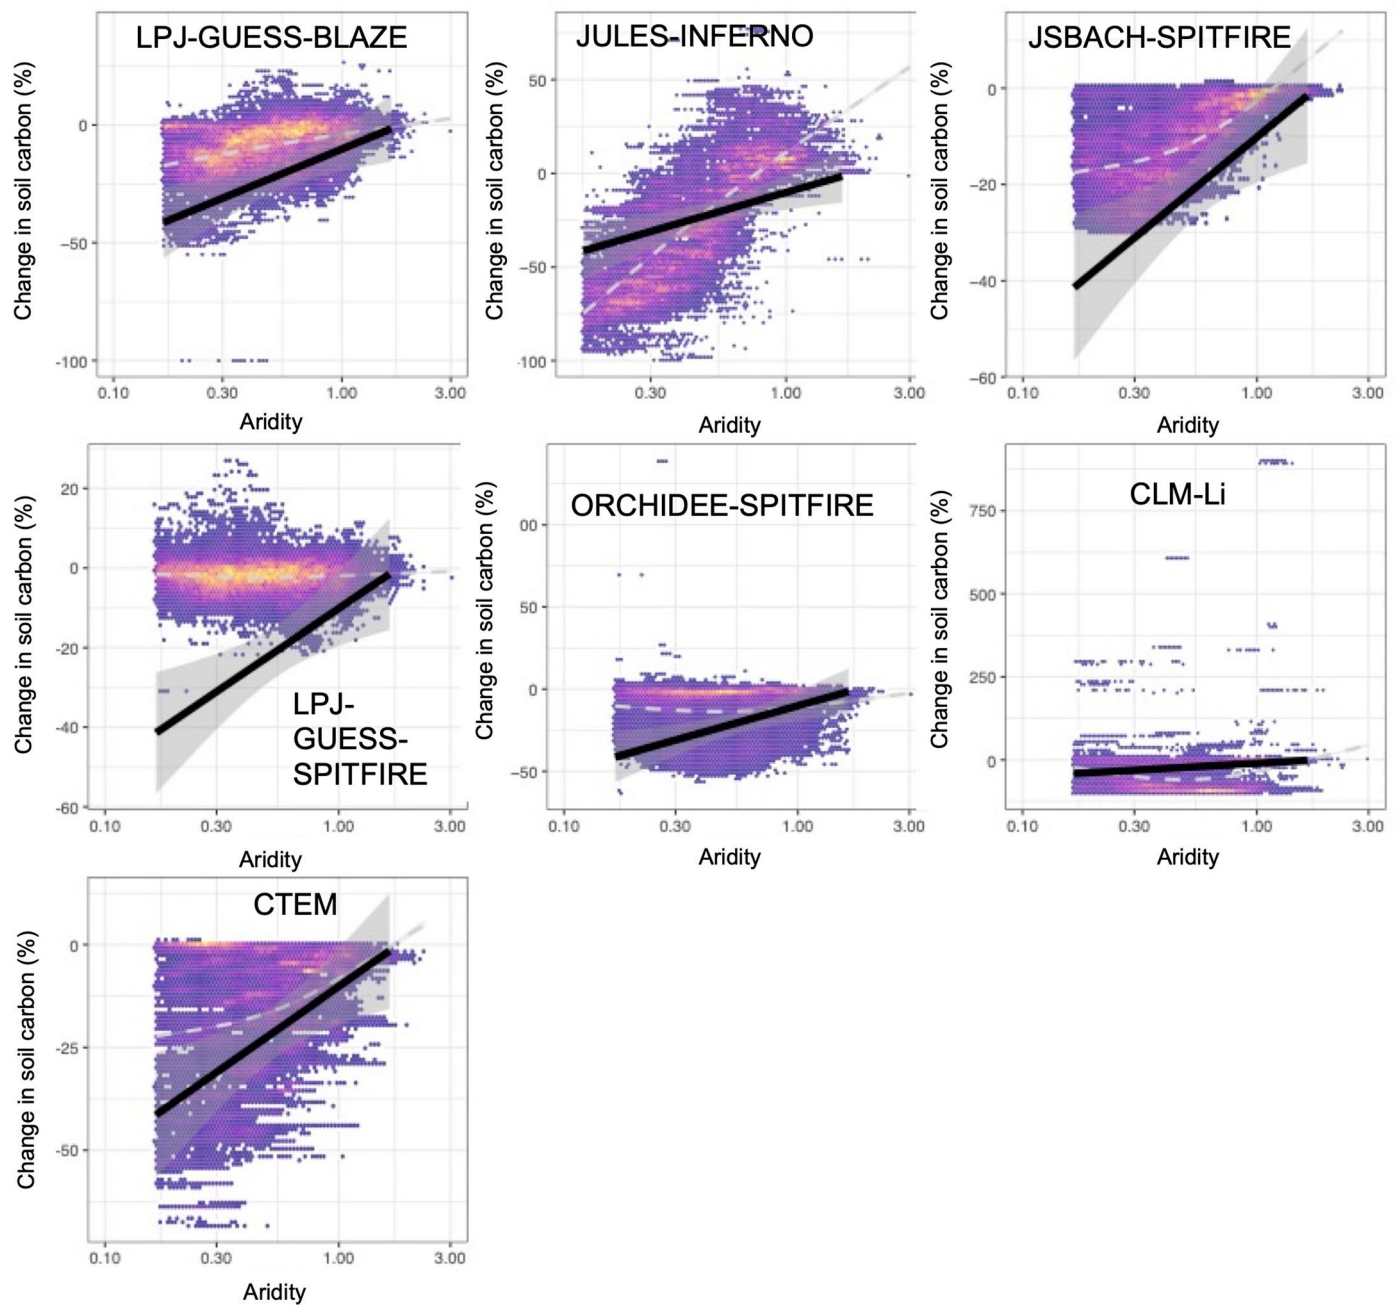 LPJ-GUESS-BLAZE
Change in soil carbon (%)
0
−50
-100
0.10 0.30 1.00 3.00
Aridity
JULES-INFERNO
Change in soil carbon (%)
50
0
−50
100
0.30 1.00 3.00
Aridity
JSBACH-SPITFIRE
Change in soil carbon (%)
0
−20
−40
−60
0.10 0.30 1.00 3.00
Aridity
LPJ-
GUESS-
SPITFIRE
Change in soil carbon (%)
20
0
-20
-40
-60
0.10 0.30 1.00 3.00
Aridity
ORCHIDEE-SPITFIRE
Change in soil carbon (%)
00
50
0
−50
0.10 0.30 1.00 3.00
Aridity
CLM-Li
Change in soil carbon (%)
750
500
250
0
0.10 0.30 1.00 3.00
Aridity
CTEM
Change in soil carbon (%)
0
-25
-50
0.10 0.30 1.00 3.00
Aridity